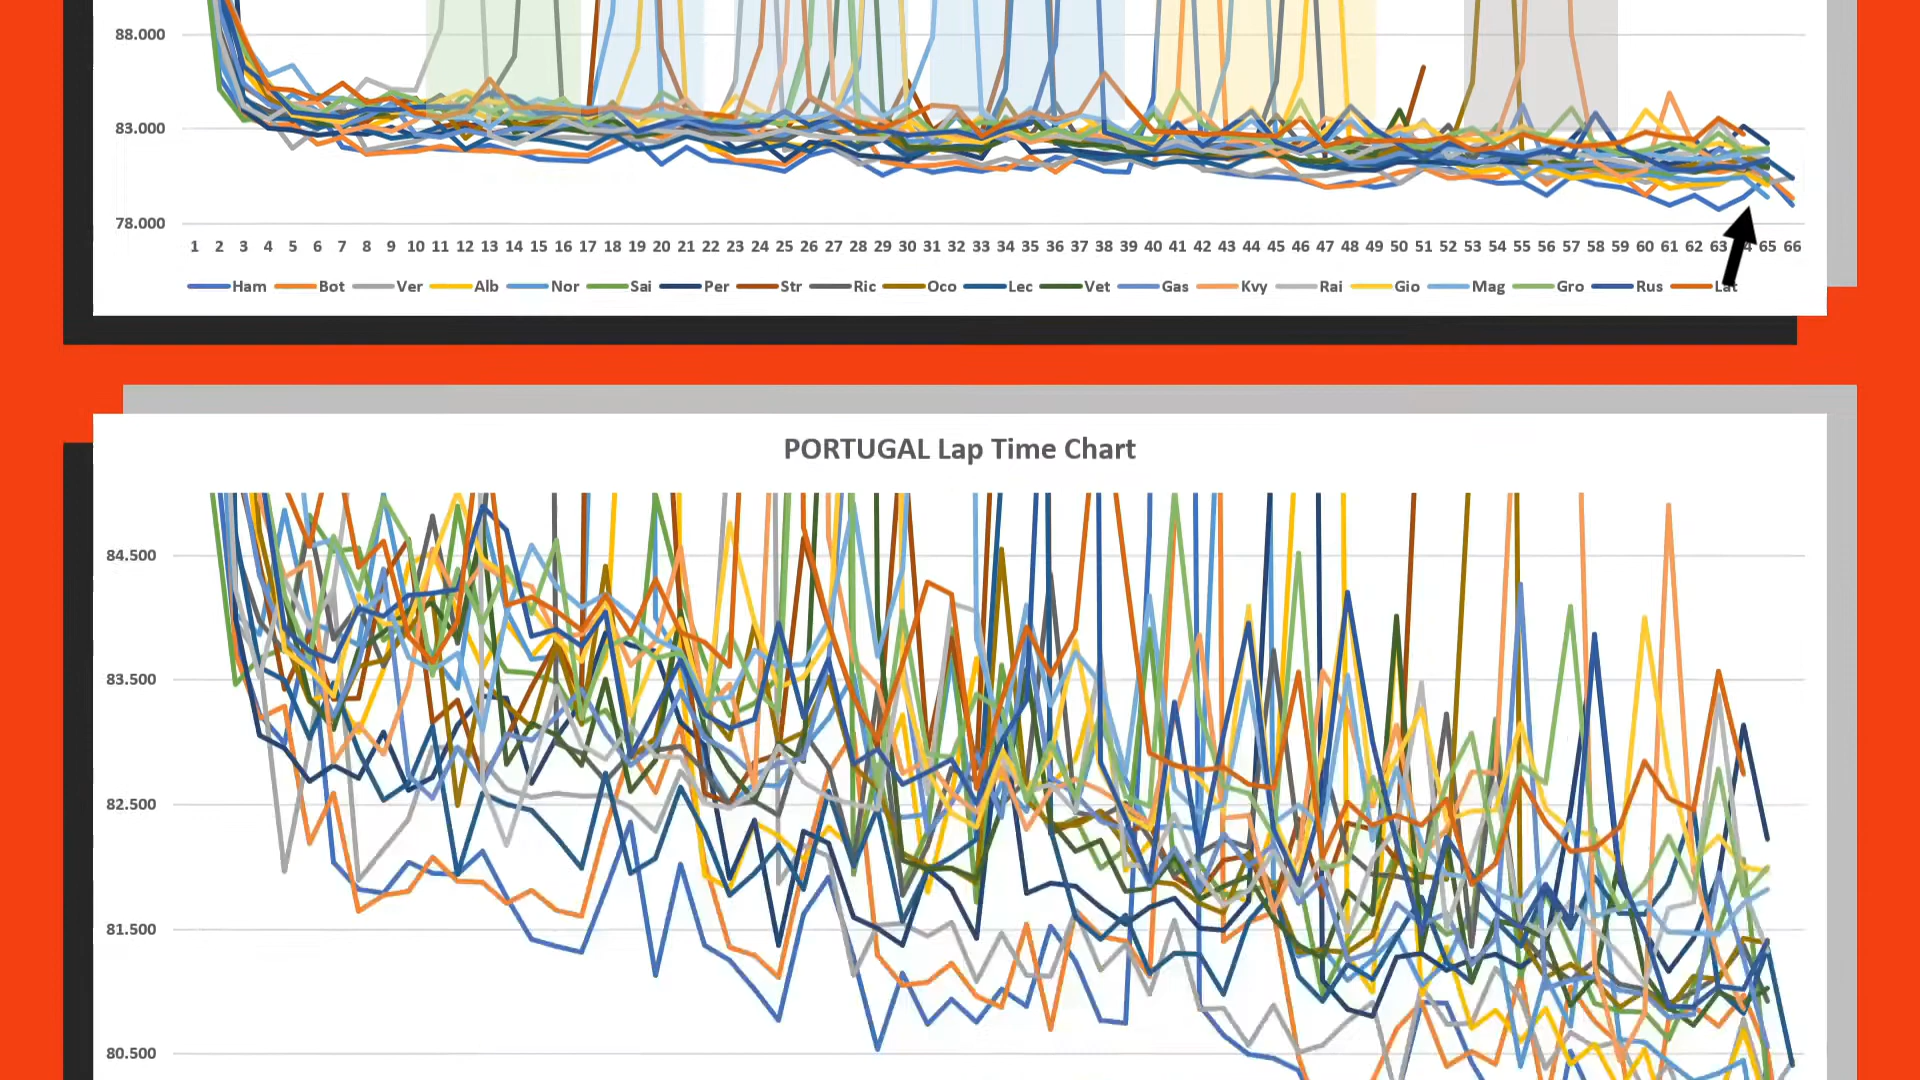 88.000
83.000
78.000
1 2 3 4 5 6 7 8 9 10 11 12 13 14 15 16 17 18 19 20 21 22 23 24 25 26 27 28 29 30 31 32 33 34 35 36 37 38 39 40 41 42 43 44 45 46 47 48 49 50 51 52 53 54 55 56 57 58 59 60 61 62 63 65 66
Ham Bot Ver Alb Nor Sai Per Str Ric Oco Lec Vet Gas Kvy Rai Gio Mag Gro Rus Lat
PORTUGAL Lap Time Chart
84.500
83.500
82.500
81.500
80.500